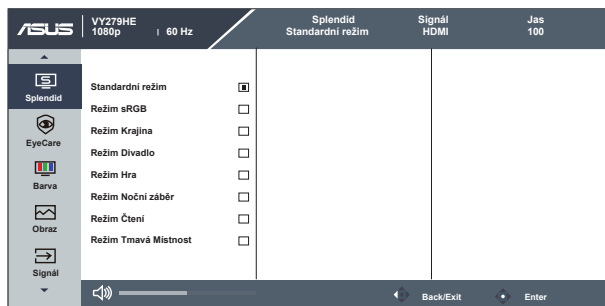 ASUS
VY279HE
1080p | 60 Hz
Splendid
Standardní režim
Signál
HDMI
Jas
100
Splendid
EyeCare
Barva
Obraz
Signál
Standardní režim
Režim sRGB
Režim Krajina
Režim Divadlo
Režim Hra
Režim Noční záběr
Režim Čtení
Režim Tmavá Místnost
Back/Exit
Enter